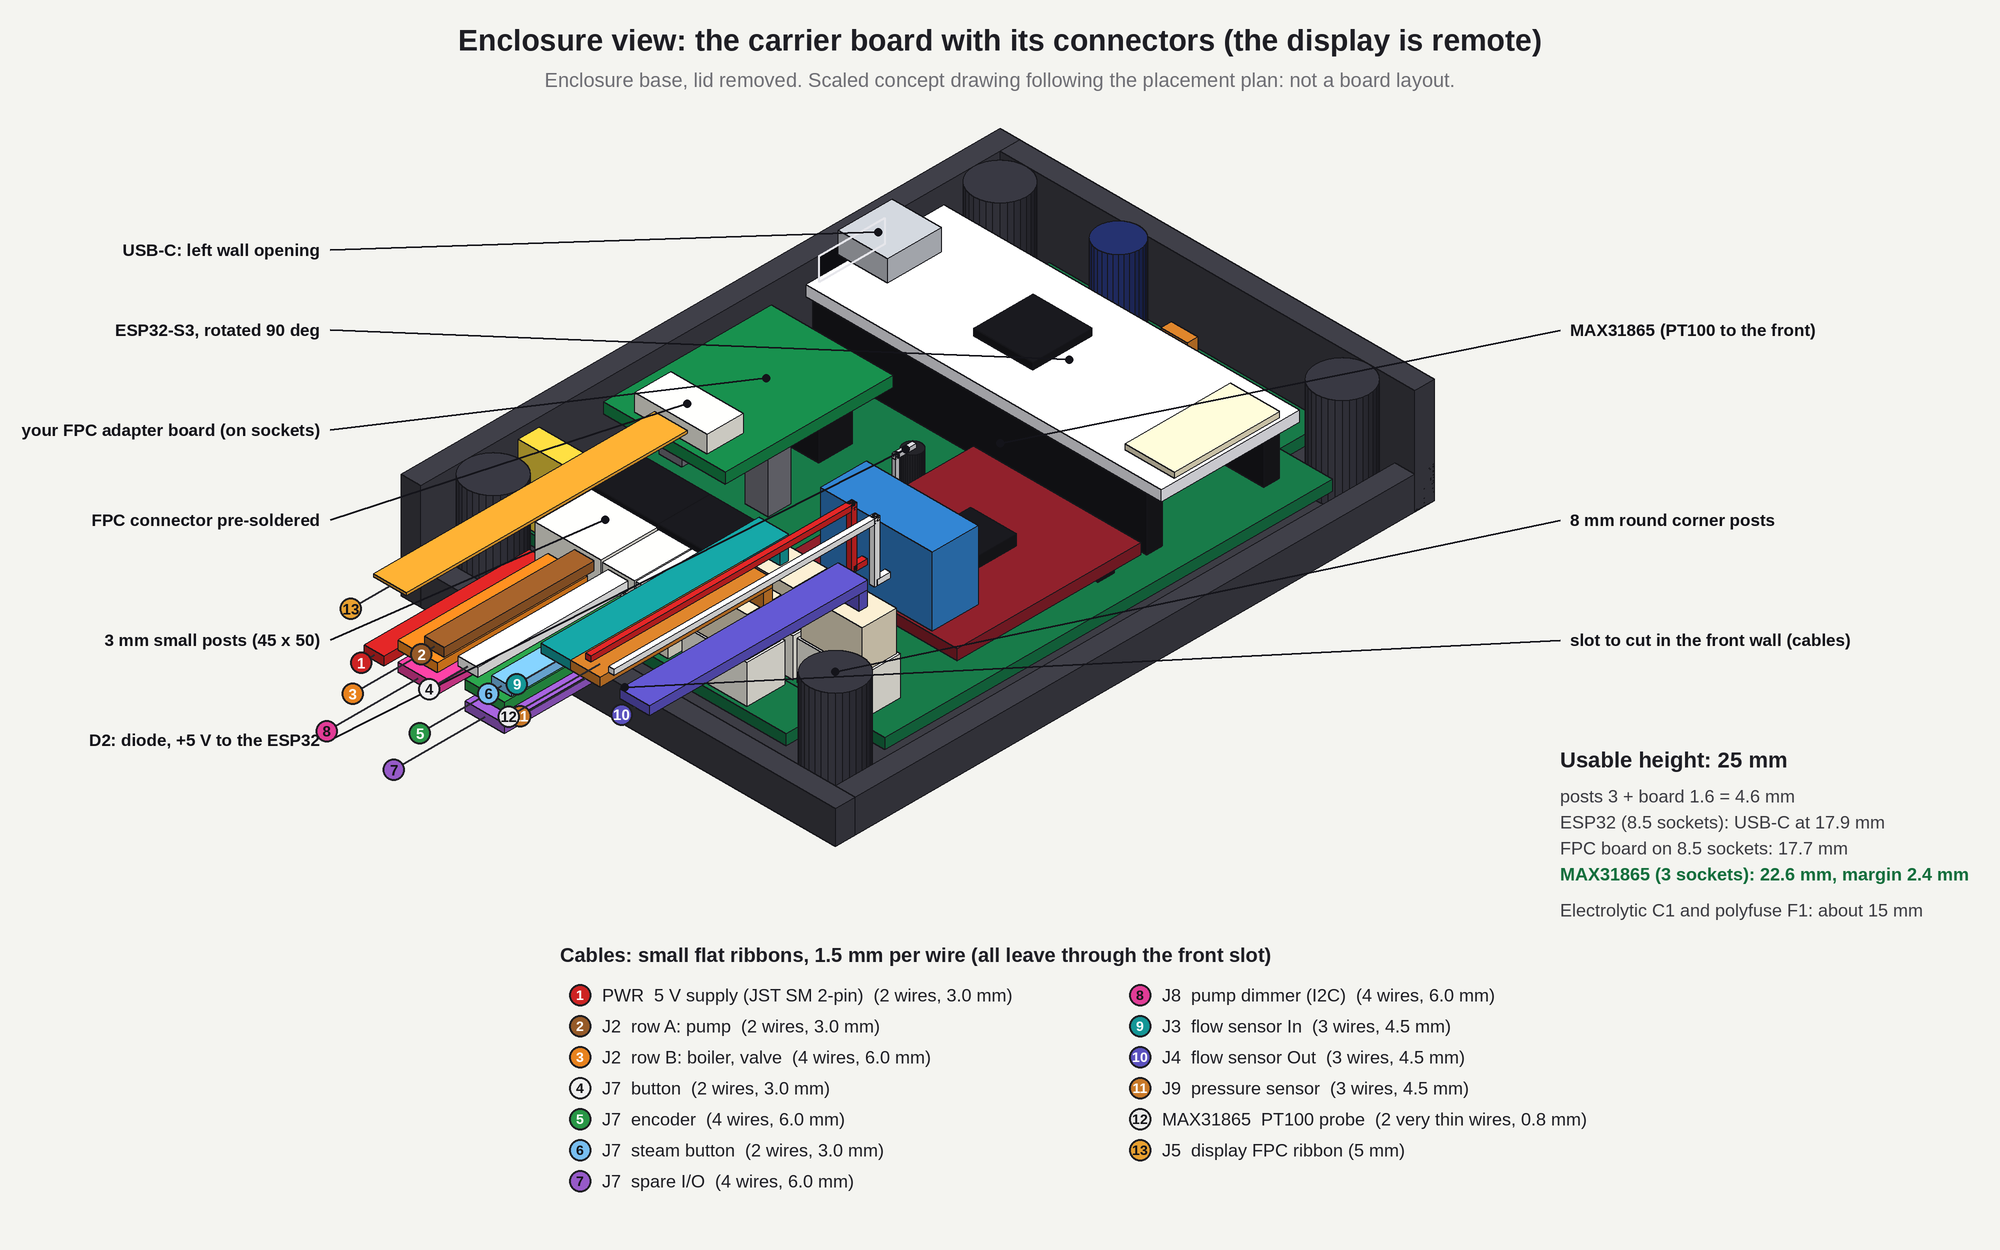 Enclosure view: the carrier board with its connectors (the display is remote)
Enclosure base, lid removed. Scaled concept drawing following the placement plan: not a board layout.
USB-C: left wall opening
ESP32-S3, rotated 90 deg
your FPC adapter board (on sockets)
FPC connector pre-soldered
3 mm small posts (45 x 50)
D2: diode, +5 V to the ESP32
MAX31865 (PT100 to the front)
8 mm round corner posts
slot to cut in the front wall (cables)
13
1
2
3
4
6
9
8
5
12
1
10
7
Usable height: 25 mm
posts 3 + board 1.6 = 4.6 mm
ESP32 (8.5 sockets): USB-C at 17.9 mm
FPC board on 8.5 sockets: 17.7 mm
MAX31865 (3 sockets): 22.6 mm, margin 2.4 mm
Electrolytic C1 and polyfuse F1: about 15 mm
Cables: small flat ribbons, 1.5 mm per wire (all leave through the front slot)
1 PWR 5 V supply (JST SM 2-pin) (2 wires, 3.0 mm)
2 J2 row A: pump (2 wires, 3.0 mm)
3 J2 row B: boiler, valve (4 wires, 6.0 mm)
4 J7 button (2 wires, 3.0 mm)
5 J7 encoder (4 wires, 6.0 mm)
6 J7 steam button (2 wires, 3.0 mm)
7 J7 spare I/O (4 wires, 6.0 mm)
8 J8 pump dimmer (I2C) (4 wires, 6.0 mm)
9 J3 flow sensor In (3 wires, 4.5 mm)
10 J4 flow sensor Out (3 wires, 4.5 mm)
11 J9 pressure sensor (3 wires, 4.5 mm)
12 MAX31865 PT100 probe (2 very thin wires, 0.8 mm)
13 J5 display FPC ribbon (5 mm)